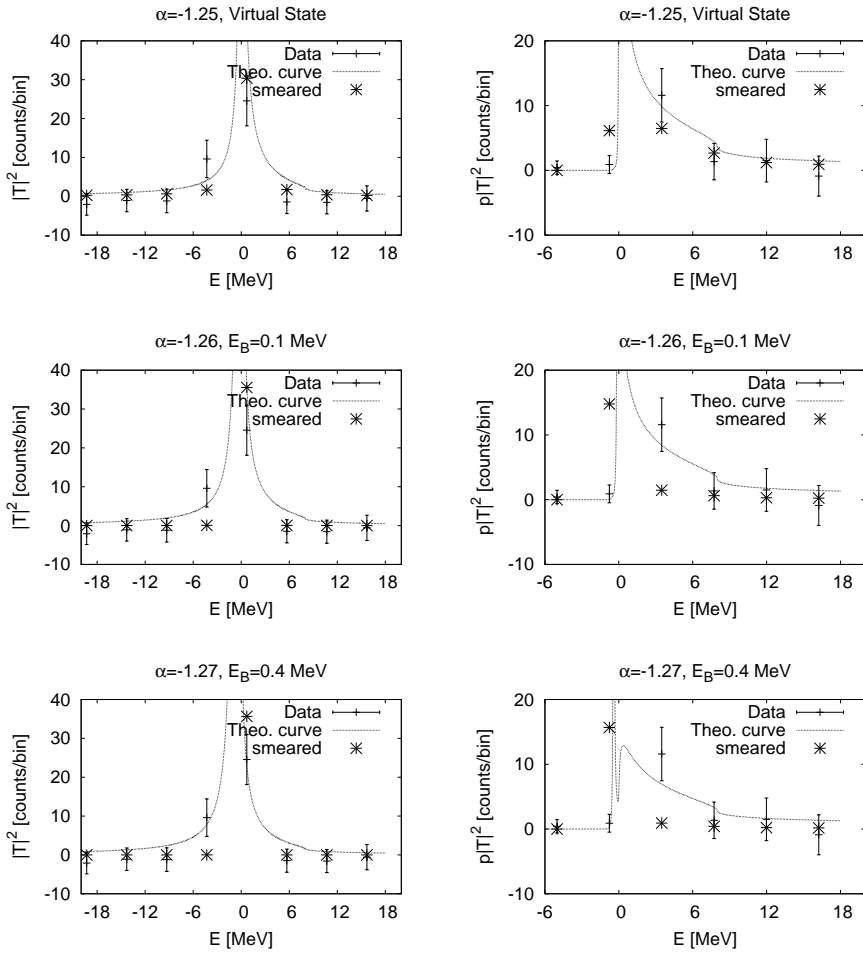 α=-1.25, Virtual State
|T|^2 [counts/bin]
40
30
20
10
0
-10
-18 -12 -6 0 6 12 18
E [MeV]
Data
Theo. curve
smeared
α=-1.25, Virtual State
p|T|^2 [counts/bin]
20
10
0
-10
-6 0 6 12 18
E [MeV]
Data
Theo. curve
smeared
α=-1.26, E_B=0.1 MeV
|T|^2 [counts/bin]
40
30
20
10
0
-10
-18 -12 -6 0 6 12 18
E [MeV]
Data
Theo. curve
smeared
α=-1.26, E_B=0.1 MeV
p|T|^2 [counts/bin]
20
10
0
-10
-6 0 6 12 18
E [MeV]
Data
Theo. curve
smeared
α=-1.27, E_B=0.4 MeV
|T|^2 [counts/bin]
40
30
20
10
0
-10
-18 -12 -6 0 6 12 18
E [MeV]
Data
Theo. curve
smeared
α=-1.27, E_B=0.4 MeV
p|T|^2 [counts/bin]
20
10
0
-10
-6 0 6 12 18
E [MeV]
Data
Theo. curve
smeared